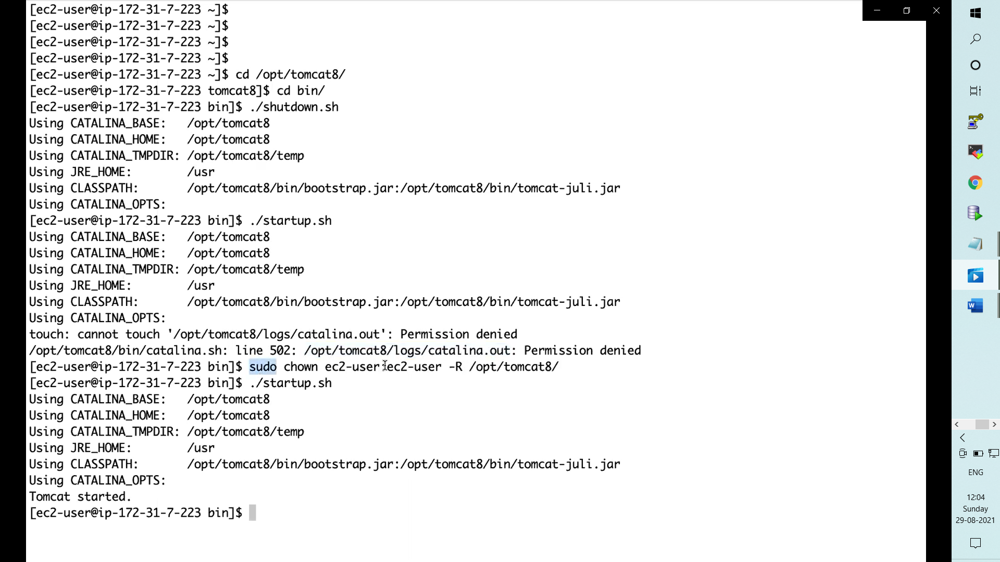 [ec2-user@ip-172-31-7-223 ~]$
[ec2-user@ip-172-31-7-223 ~]$
[ec2-user@ip-172-31-7-223 ~]$
[ec2-user@ip-172-31-7-223 ~]$
[ec2-user@ip-172-31-7-223 ~]$ cd /opt/tomcat8/
[ec2-user@ip-172-31-7-223 tomcat8]$ cd bin/
[ec2-user@ip-172-31-7-223 bin]$ ./shutdown.sh
Using CATALINA_BASE:   /opt/tomcat8
Using CATALINA_HOME:   /opt/tomcat8
Using CATALINA_TMPDIR: /opt/tomcat8/temp
Using JRE_HOME:        /usr
Using CLASSPATH:       /opt/tomcat8/bin/bootstrap.jar:/opt/tomcat8/bin/tomcat-juli.jar
Using CATALINA_OPTS:
[ec2-user@ip-172-31-7-223 bin]$ ./startup.sh
Using CATALINA_BASE:   /opt/tomcat8
Using CATALINA_HOME:   /opt/tomcat8
Using CATALINA_TMPDIR: /opt/tomcat8/temp
Using JRE_HOME:        /usr
Using CLASSPATH:       /opt/tomcat8/bin/bootstrap.jar:/opt/tomcat8/bin/tomcat-juli.jar
Using CATALINA_OPTS:
touch: cannot touch '/opt/tomcat8/logs/catalina.out': Permission denied
/opt/tomcat8/bin/catalina.sh: line 502: /opt/tomcat8/logs/catalina.out: Permission denied
[ec2-user@ip-172-31-7-223 bin]$ sudo chown ec2-user:ec2-user -R /opt/tomcat8/
[ec2-user@ip-172-31-7-223 bin]$ ./startup.sh
Using CATALINA_BASE:   /opt/tomcat8
Using CATALINA_HOME:   /opt/tomcat8
Using CATALINA_TMPDIR: /opt/tomcat8/temp
Using JRE_HOME:        /usr
Using CLASSPATH:       /opt/tomcat8/bin/bootstrap.jar:/opt/tomcat8/bin/tomcat-juli.jar
Using CATALINA_OPTS:
Tomcat started.
[ec2-user@ip-172-31-7-223 bin]$
ENG
12:04
Sunday
29-08-2021